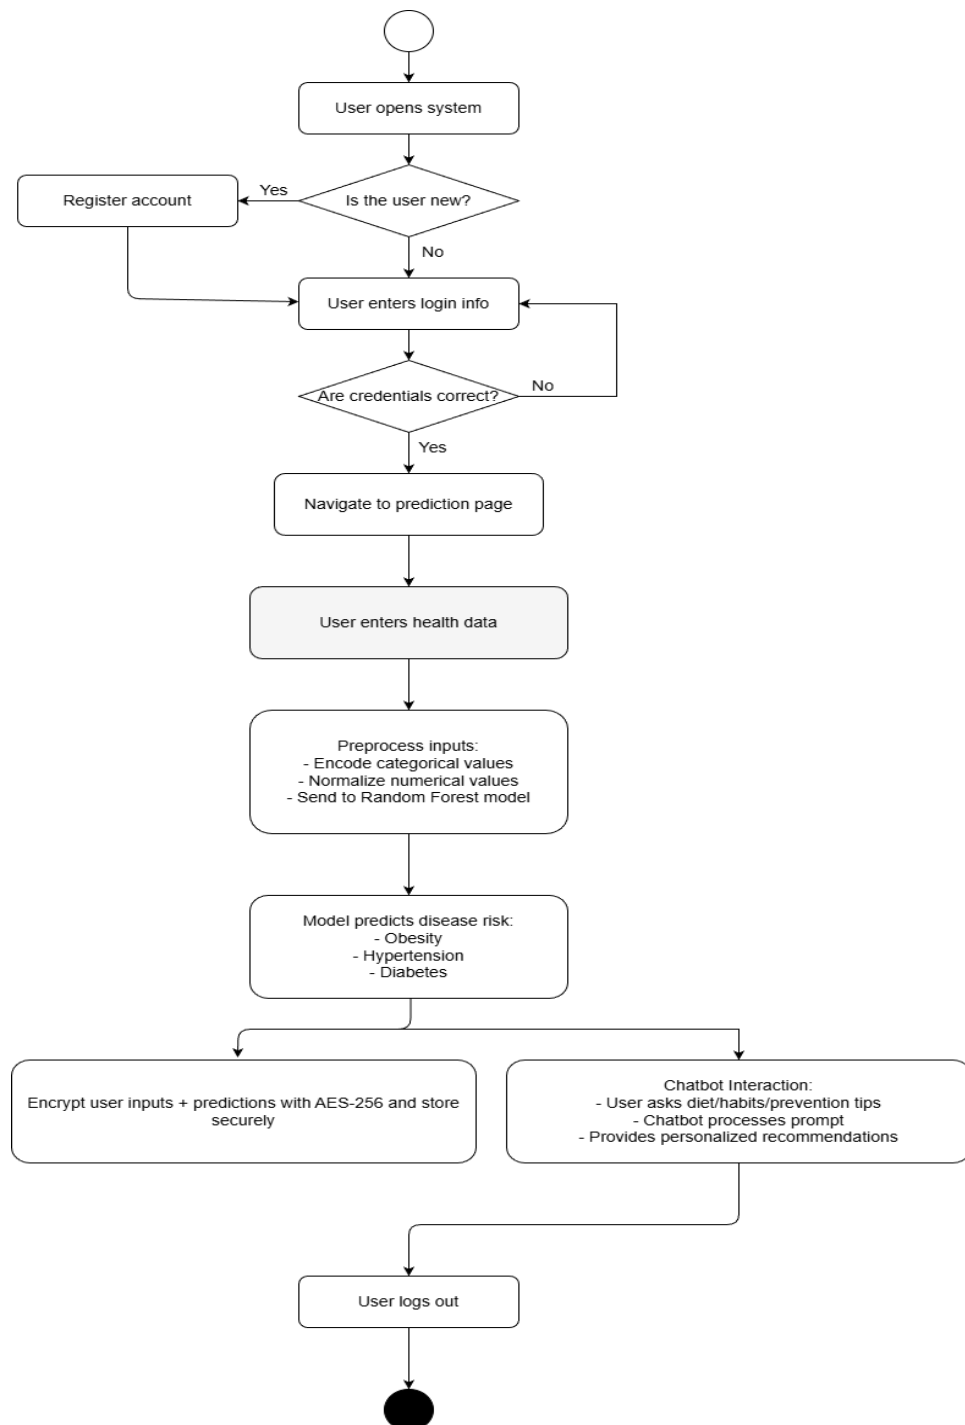 User opens system
Is the user new?
Yes
Register account
No
User enters login info
Are credentials correct?
No
Yes
Navigate to prediction page
User enters health data
Preprocess inputs:
- Encode categorical values
- Normalize numerical values
- Send to Random Forest model
Model predicts disease risk:
- Obesity
- Hypertension
- Diabetes
Encrypt user inputs + predictions with AES-256 and store
securely
Chatbot Interaction:
- User asks diet/habits/prevention tips
- Chatbot processes prompt
- Provides personalized recommendations
User logs out